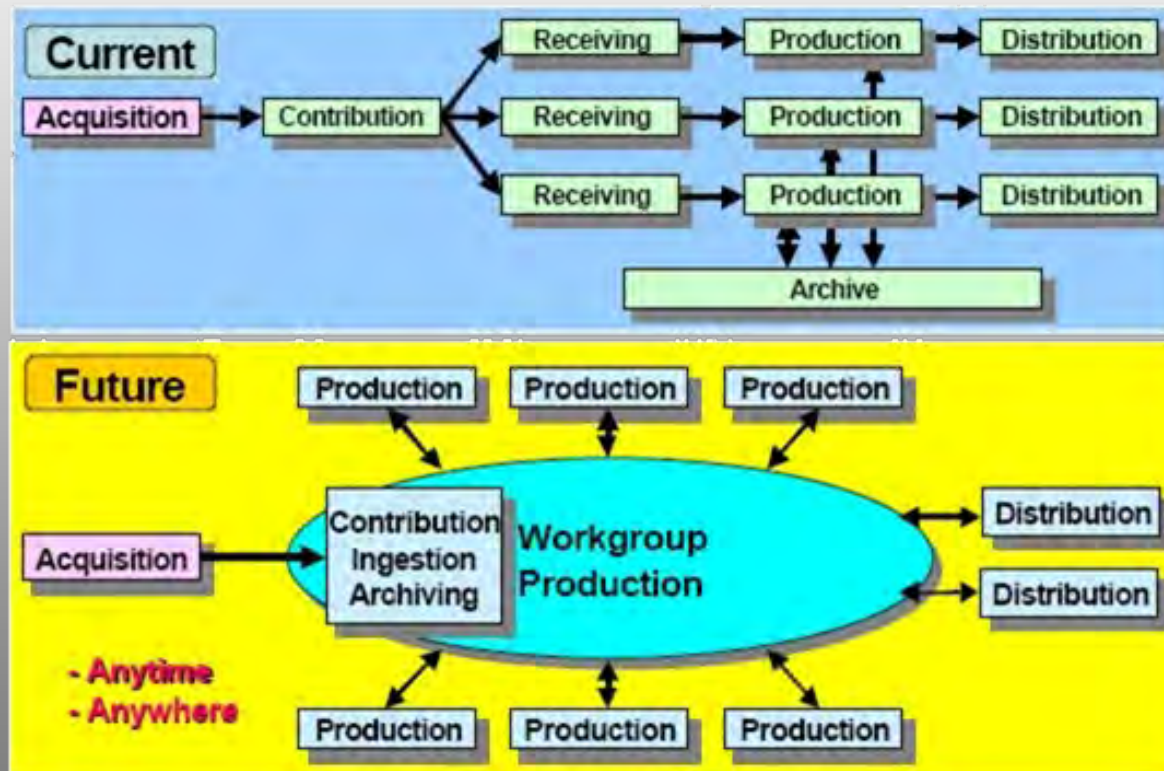 Current
Receiving
Production
Distribution
Acquisition
Contribution
Receiving
Production
Distribution
Receiving
Production
Distribution
Archive
Future
Production
Production
Production
Acquisition
Contribution
Ingestion
Archiving
Workgroup
Production
Distribution
Distribution
- Anytime
- Anywhere
Production
Production
Production